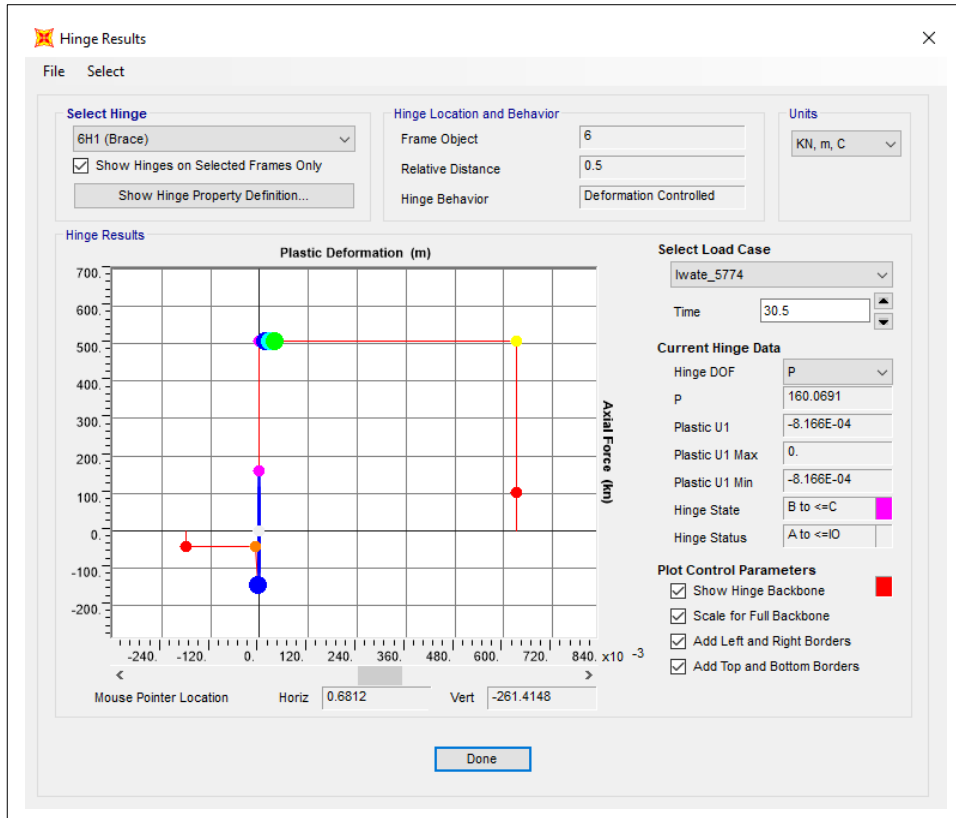 Hinge Results
File Select
Select Hinge
6H1 (Brace)
Show Hinges on Selected Frames Only
Show Hinge Property Definition...
Hinge Location and Behavior
Frame Object 6
Relative Distance 0.5
Hinge Behavior Deformation Controlled
Units
KN, m, C
Hinge Results
Plastic Deformation (m)
700.
600.
500.
400.
300.
200.
100.
0.
-100.
-200.
Axial Force (kn)
-240. -120. 0. 120. 240. 360. 480. 600. 720. 840. x10 -3
Mouse Pointer Location Horiz 0.6812 Vert -261.4148
Select Load Case
Iwate_5774
Time 30.5
Current Hinge Data
Hinge DOF P
P 160.0691
Plastic U1 -8.166E-04
Plastic U1 Max 0.
Plastic U1 Min -8.166E-04
Hinge State B to <=C
Hinge Status A to <=IO
Plot Control Parameters
Show Hinge Backbone
Scale for Full Backbone
Add Left and Right Borders
Add Top and Bottom Borders
Done